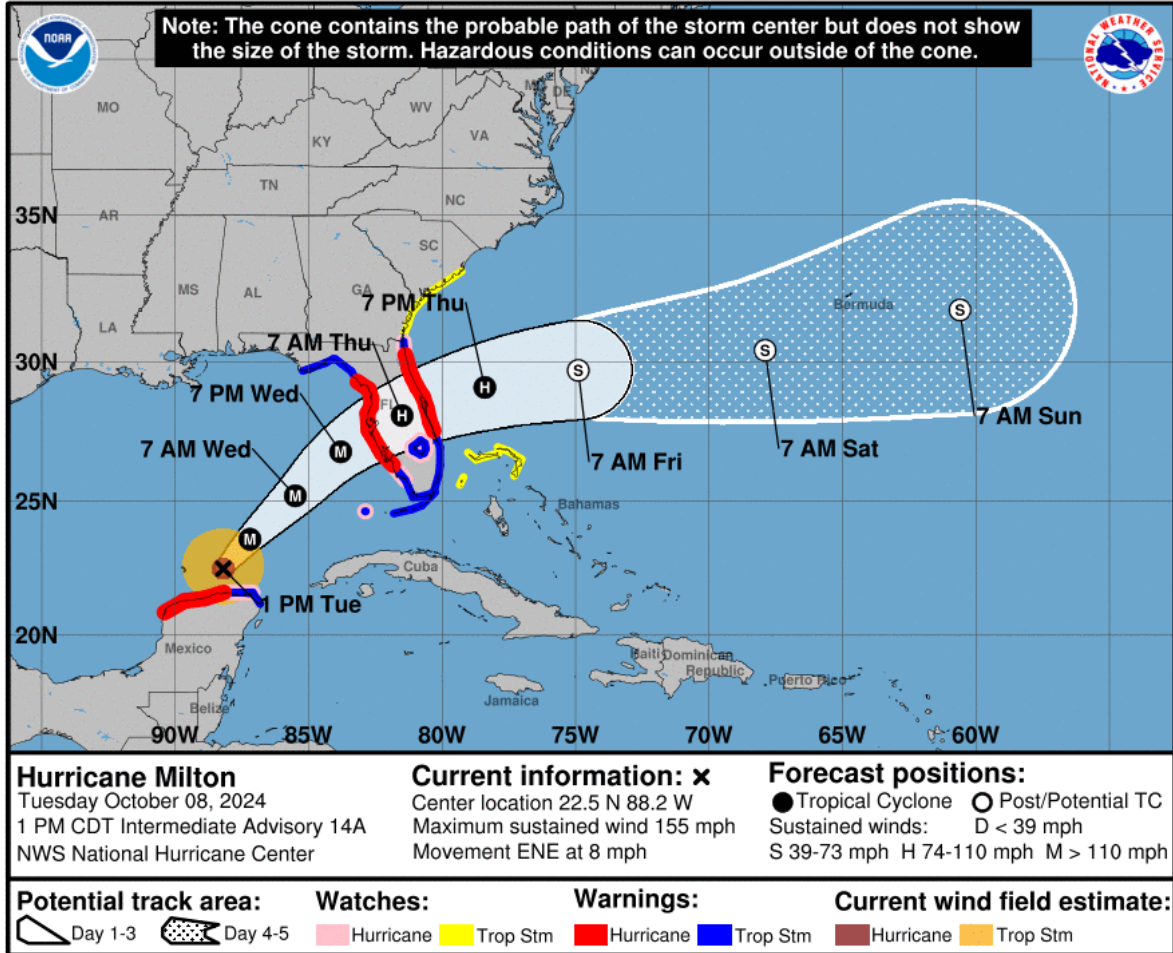 Note: The cone contains the probable path of the storm center but does not show
the size of the storm. Hazardous conditions can occur outside of the cone.
NOAA
NATIONAL WEATHER SERVICE
MO
KY
WV
VA
DE
TN
NC
35N
AR
SC
MS
AL
GA
7 PM Thu
Bermuda
LA
7 AM Thu
30N
7 PM Wed
FL
7 AM Sun
7 AM Wed
7 AM Sat
7 AM Fri
25N
Bahamas
Cuba
1 PM Tue
20N
Mexico
Haiti
Dominican
Republic
Puerto Rico
Jamaica
Belize
90W
85W
80W
75W
70W
65W
60W
M
M
M
H
H
S
S
S
Hurricane Milton
Tuesday October 08, 2024
1 PM CDT Intermediate Advisory 14A
NWS National Hurricane Center
Current information: ×
Center location 22.5 N 88.2 W
Maximum sustained wind 155 mph
Movement ENE at 8 mph
Forecast positions:
Tropical Cyclone Post/Potential TC
Sustained winds: D < 39 mph
S 39-73 mph H 74-110 mph M > 110 mph
Potential track area:
Day 1-3 Day 4-5
Watches:
Hurricane Trop Stm
Warnings:
Hurricane Trop Stm
Current wind field estimate:
Hurricane Trop Stm